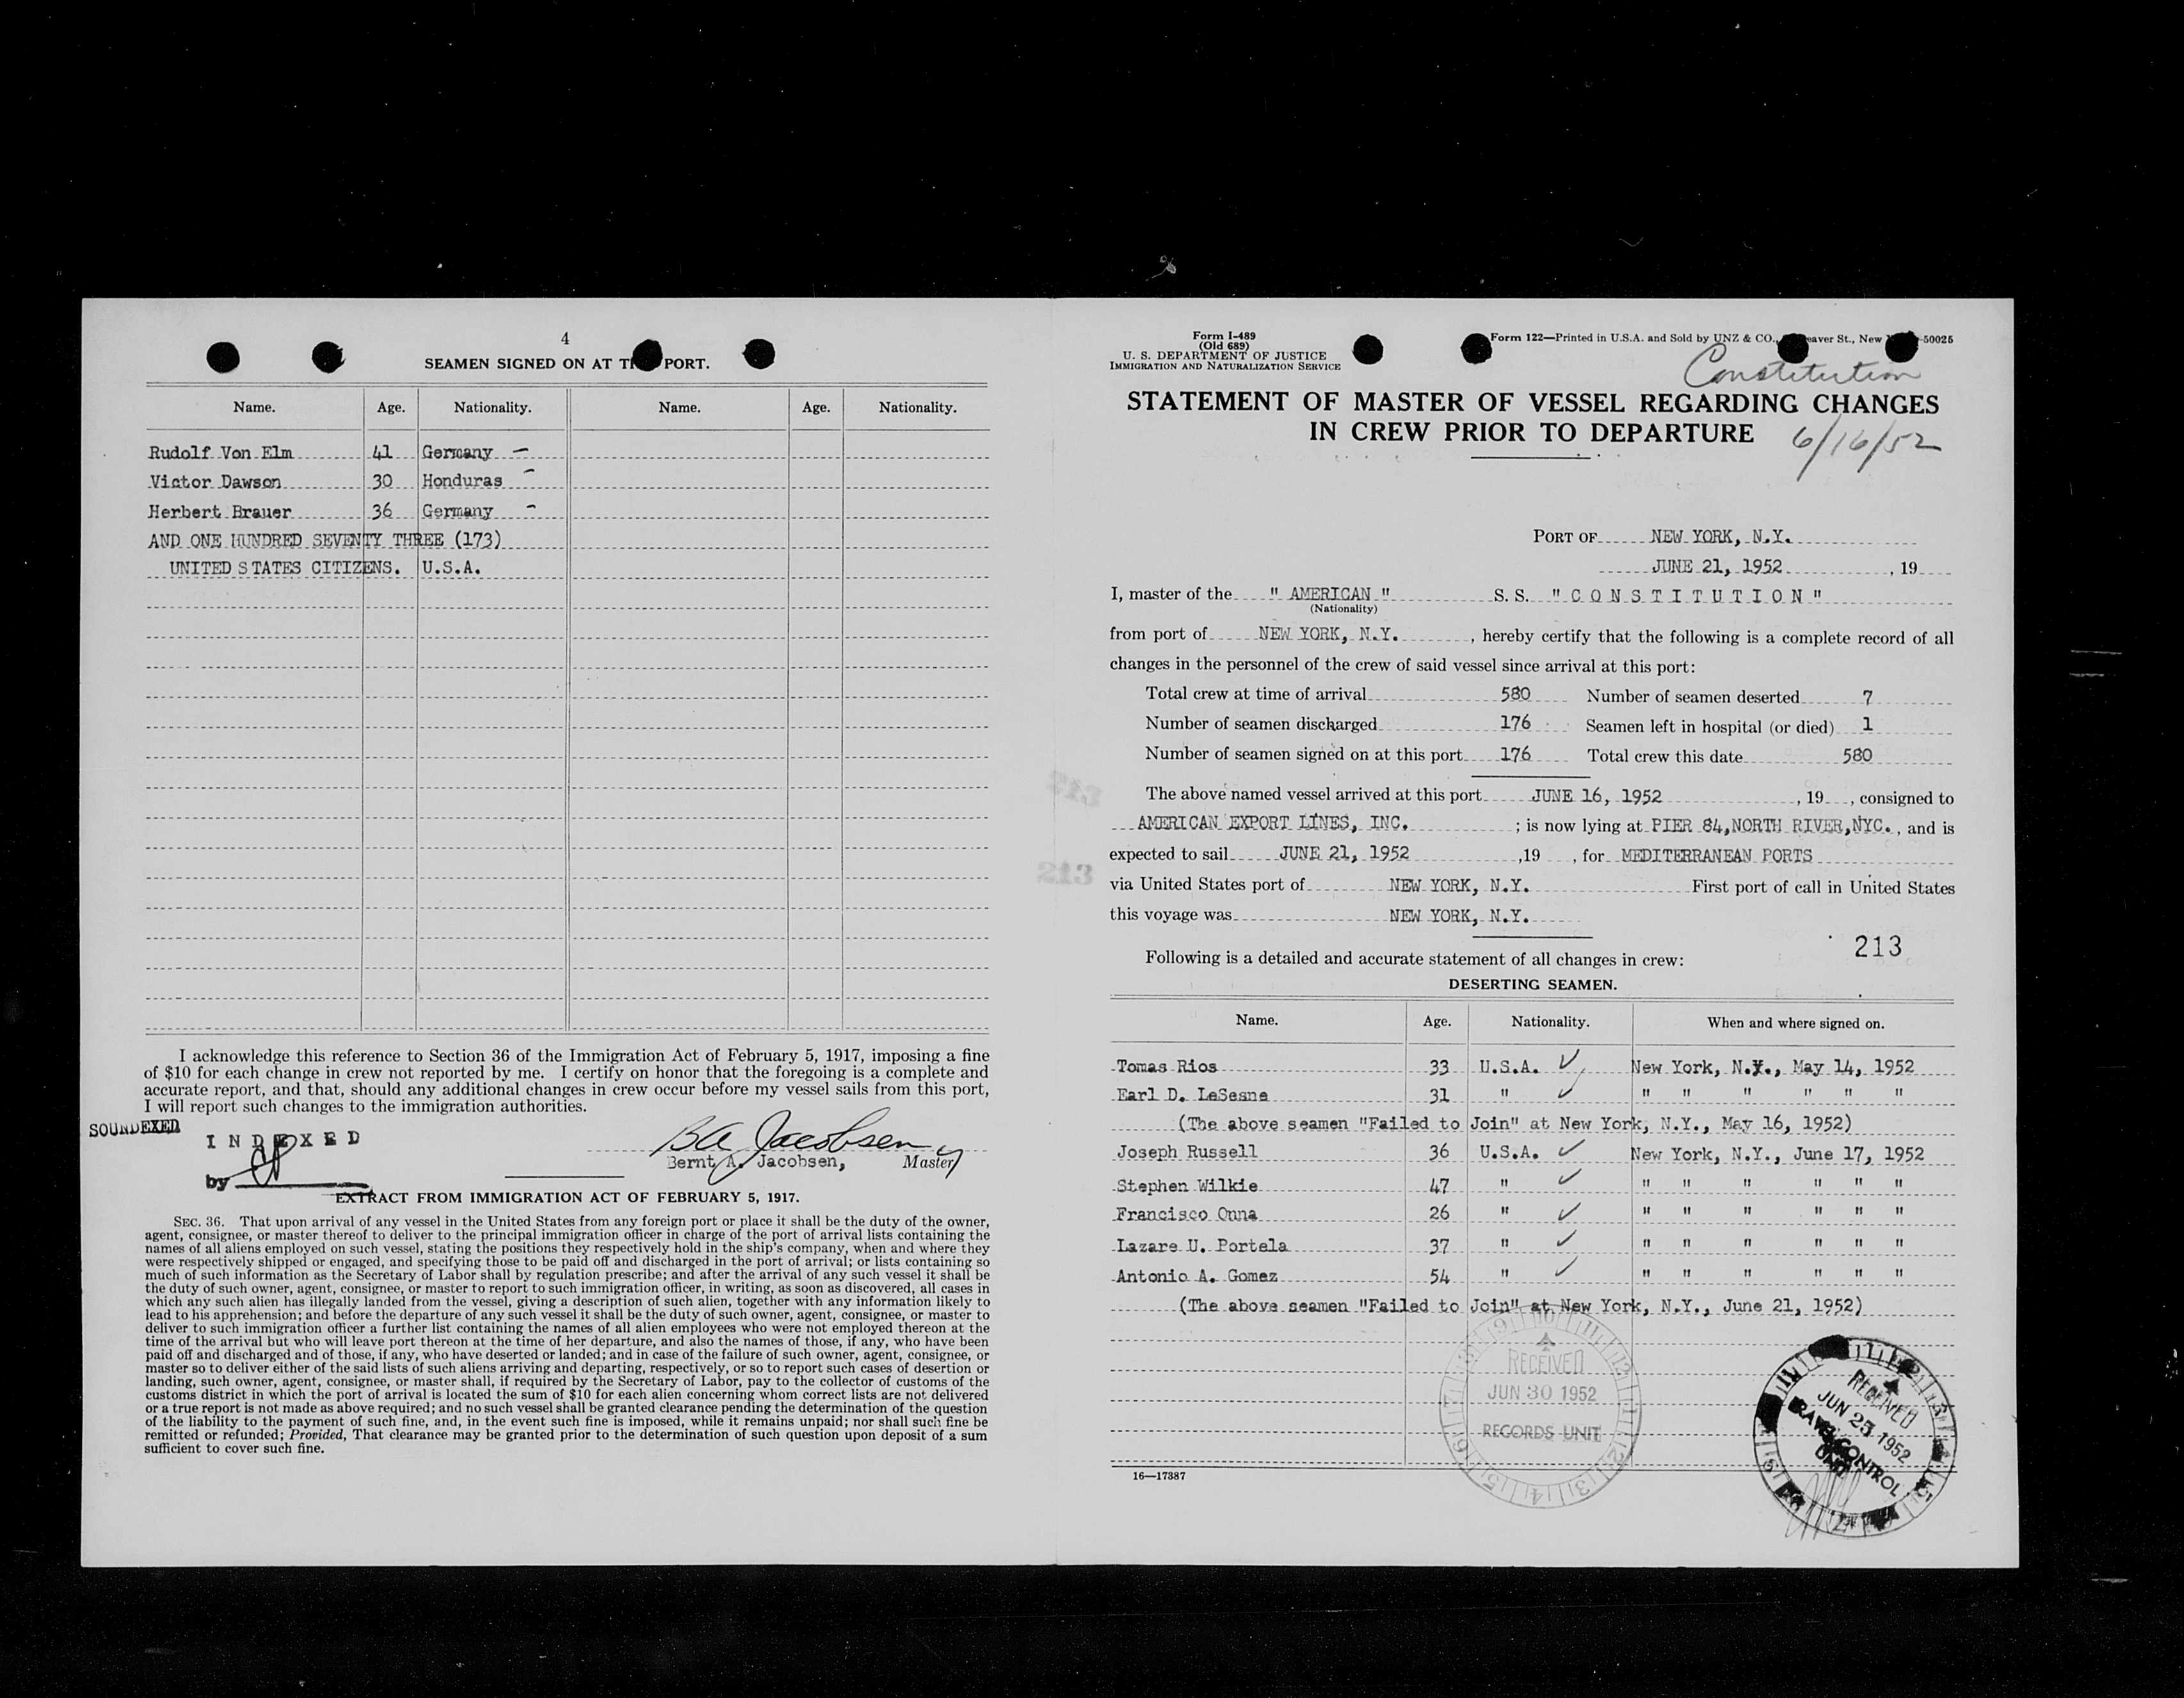 4
SEAMEN SIGNED ON AT PORT.
Name. Age. Nationality. Name. Age. Nationality.
Rudolf Von Elm 41 Germany —
Victor Dawson 30 Honduras -
Herbert Brauer 36 Germany -
AND ONE HUNDRED SEVENTY THREE (173)
UNITED STATES CITIZENS. U.S.A.
I acknowledge this reference to Section 36 of the Immigration Act of February 5, 1917, imposing a fine
of $10 for each change in crew not reported by me. I certify on honor that the foregoing is a complete and
accurate report, and that, should any additional changes in crew occur before my vessel sails from this port,
I will report such changes to the immigration authorities.
SOUNDEXED
INDEXED
by
BA Jacobsen
Bernt A. Jacobsen, Master
EXTRACT FROM IMMIGRATION ACT OF FEBRUARY 5, 1917.
SEC. 36. That upon arrival of any vessel in the United States from any foreign port or place it shall be the duty of the owner,
agent, consignee, or master thereof to deliver to the principal immigration officer in charge of the port of arrival lists containing the
names of all aliens employed on such vessel, stating the positions they respectively hold in the ship's company, when and where they
were respectively shipped or engaged, and specifying those to be paid off and discharged in the port of arrival; or lists containing so
much of such information as the Secretary of Labor shall by regulation prescribe; and after the arrival of any such vessel it shall be
the duty of such owner, agent, consignee, or master to report to such immigration officer, in writing, as soon as discovered, all cases in
which any such alien has illegally landed from the vessel, giving a description of such alien, together with any information likely to
lead to his apprehension; and before the departure of any such vessel it shall be the duty of such owner, agent, consignee, or master to
deliver to such immigration officer a further list containing the names of all alien employees who were not employed thereon at the
time of the arrival but who will leave port thereon at the time of her departure, and also the names of those, if any, who have been
paid off and discharged and of those, if any, who have deserted or landed; and in case of the failure of such owner, agent, consignee, or
master so to deliver either of the said lists of such aliens arriving and departing, respectively, or so to report such cases of desertion or
landing, such owner, agent, consignee, or master shall, if required by the Secretary of Labor, pay to the collector of customs of the
customs district in which the port of arrival is located the sum of $10 for each alien concerning whom correct lists are not delivered
or a true report is not made as above required; and no such vessel shall be granted clearance pending the determination of the question
of the liability to the payment of such fine, and, in the event such fine is imposed, while it remains unpaid; nor shall such fine be
remitted or refunded; Provided, That clearance may be granted prior to the determination of such question upon deposit of a sum
sufficient to cover such fine.
Form I-489
(Old 689)
U. S. DEPARTMENT OF JUSTICE
IMMIGRATION AND NATURALIZATION SERVICE
Form 122—Printed in U.S.A. and Sold by UNZ & CO., eaver St., New -50025
Constitution
STATEMENT OF MASTER OF VESSEL REGARDING CHANGES
IN CREW PRIOR TO DEPARTURE
6/16/52
PORT OF NEW YORK, N.Y.
JUNE 21, 1952, 19
I, master of the " AMERICAN " S. S. "CONSTITUTION"
(Nationality)
from port of NEW YORK, N.Y., hereby certify that the following is a complete record of all
changes in the personnel of the crew of said vessel since arrival at this port:
Total crew at time of arrival 580 Number of seamen deserted 7
Number of seamen discharged 176 Seamen left in hospital (or died) 1
Number of seamen signed on at this port 176 Total crew this date 580
The above named vessel arrived at this port JUNE 16, 1952, 19, consigned to
AMERICAN EXPORT LINES, INC. ; is now lying at PIER 84, NORTH RIVER, NYC., and is
expected to sail JUNE 21, 1952, 19, for MEDITERRANEAN PORTS
via United States port of NEW YORK, N.Y. First port of call in United States
this voyage was NEW YORK, N.Y.
213
Following is a detailed and accurate statement of all changes in crew:
DESERTING SEAMEN.
Name. Age. Nationality. When and where signed on.
Tomas Rios 33 U.S.A. ✓ New York, N.Y., May 14, 1952
Earl D. LeSesne 31 " ✓ " " " " " "
(The above seamen "Failed to Join" at New York, N.Y., May 16, 1952)
Joseph Russell 36 U.S.A. ✓ New York, N.Y., June 17, 1952
Stephen Wilkie 47 " ✓ " " " " " "
Francisco Onna 26 " ✓ " " " " " "
Lazare U. Portela 37 " ✓ " " " " " "
Antonio A. Gomez 54 " ✓ " " " " " "
(The above seamen "Failed to Join" at New York, N.Y., June 21, 1952)
RECEIVED
JUN 30 1952
RECORDS UNIT
RECEIVED
JUN 25 1952
CONTROL
UNIT
16—17387